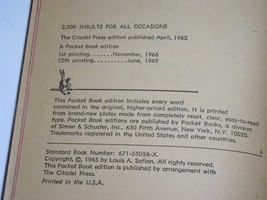 2,000 INSULTS FOR ALL OCCASIONS
The Citadel Press edition published April, 1965
A Pocket Book edition
1st printing........November, 1966
12th printing..........June, 1969
This Pocket Book edition includes every word
contained in the original, higher-priced edition. It is printed
from brand-new plates made from completely reset, clear, easy-to-read
type. Pocket Book editions are published by Pocket Books, a division
of Simon & Schuster, Inc., 630 Fifth Avenue, New York, N.Y. 10020.
Trademarks registered in the United States and other countries.
Standard Book Number: 671-55056-X.
Copyright, ©, 1965 by Louis A. Safian. All rights reserved.
This Pocket Book edition is published by arrangement with
The Citadel Press.
Printed in the U.S.A.